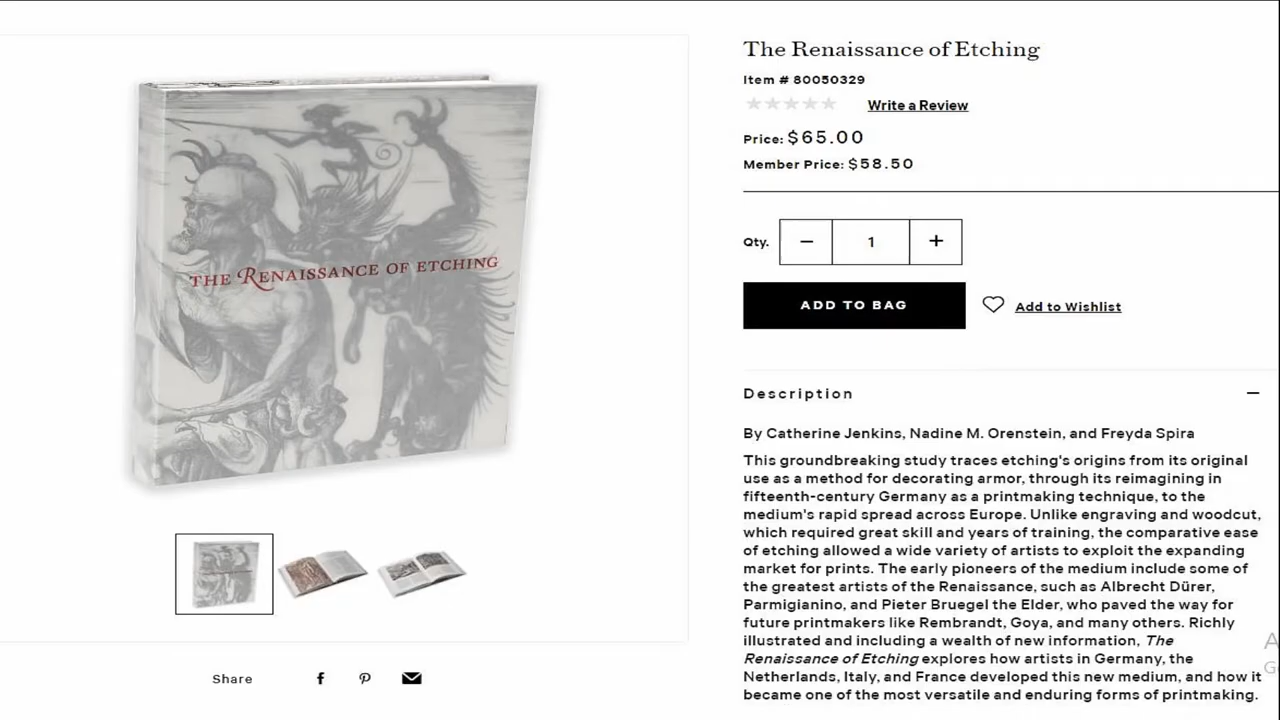 The Renaissance of Etching
Item # 80050329
Write a Review
Price: $65.00
Member Price: $58.50
Qty. − 1 +
ADD TO BAG
Add to Wishlist
THE RENAISSANCE OF ETCHING
Description −
By Catherine Jenkins, Nadine M. Orenstein, and Freyda Spira
This groundbreaking study traces etching's origins from its original
use as a method for decorating armor, through its reimagining in
fifteenth-century Germany as a printmaking technique, to the
medium's rapid spread across Europe. Unlike engraving and woodcut,
which required great skill and years of training, the comparative ease
of etching allowed a wide variety of artists to exploit the expanding
market for prints. The early pioneers of the medium include some of
the greatest artists of the Renaissance, such as Albrecht Dürer,
Parmigianino, and Pieter Bruegel the Elder, who paved the way for
future printmakers like Rembrandt, Goya, and many others. Richly
illustrated and including a wealth of new information, The
Renaissance of Etching explores how artists in Germany, the
Netherlands, Italy, and France developed this new medium, and how it
became one of the most versatile and enduring forms of printmaking.
Share